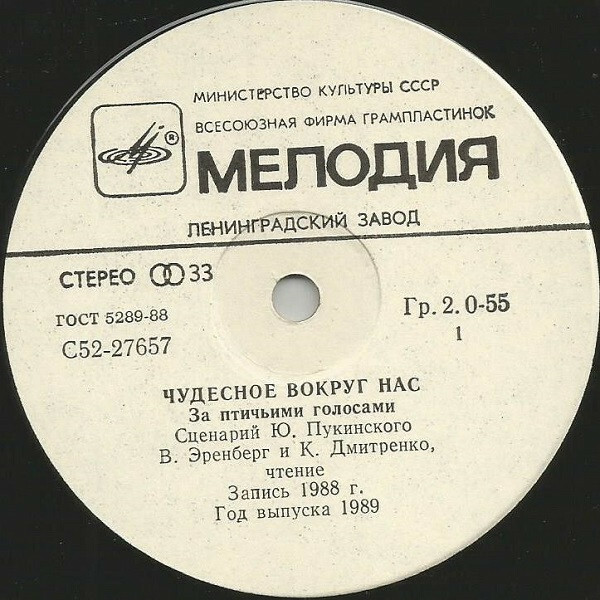 МИНИСТЕРСТВО КУЛЬТУРЫ СССР
ВСЕСОЮЗНАЯ ФИРМА ГРАМПЛАСТИНОК
®
МЕЛОДИЯ
ЛЕНИНГРАДСКИЙ ЗАВОД
СТЕРЕО 33
Гр. 2. 0-55
ГОСТ 5289-88
1
С52-27657
ЧУДЕСНОЕ ВОКРУГ НАС
За птичьими голосами
Сценарий Ю. Пукинского
В. Эренберг и К. Дмитренко,
чтение
Запись 1988 г.
Год выпуска 1989